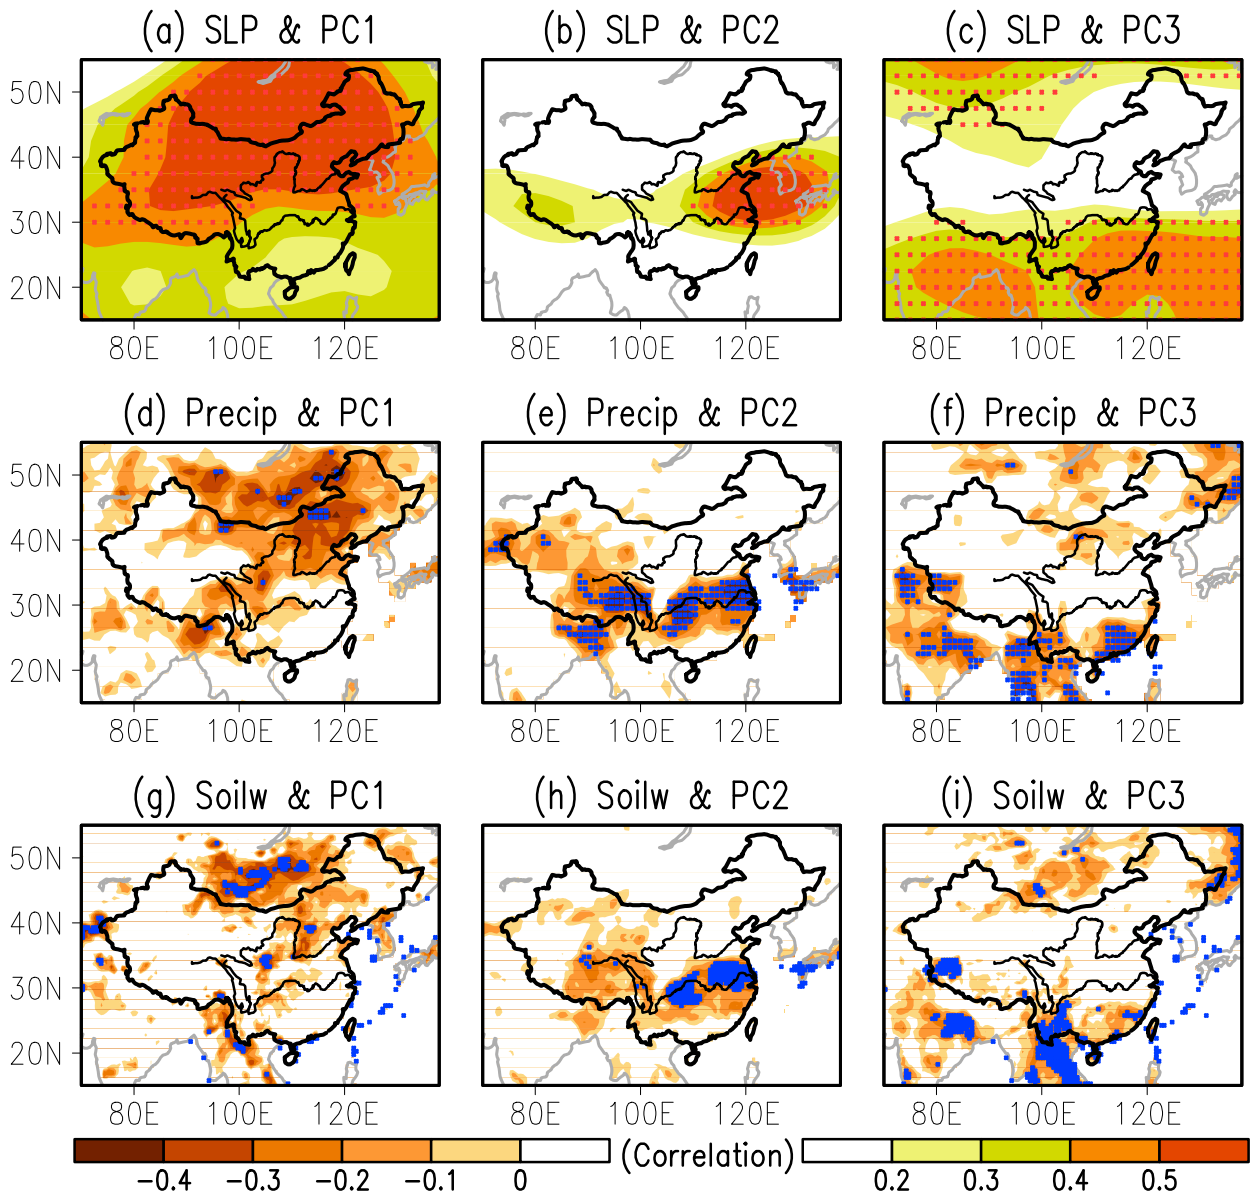 (a) SLP & PC1 (b) SLP & PC2 (c) SLP & PC3
50N
40N
30N
20N
80E 100E 120E 80E 100E 120E 80E 100E 120E
(d) Precip & PC1 (e) Precip & PC2 (f) Precip & PC3
50N
40N
30N
20N
80E 100E 120E 80E 100E 120E 80E 100E 120E
(g) Soilw & PC1 (h) Soilw & PC2 (i) Soilw & PC3
50N
40N
30N
20N
80E 100E 120E 80E 100E 120E 80E 100E 120E
(Correlation)
-0.4 -0.3 -0.2 -0.1 0 0.2 0.3 0.4 0.5